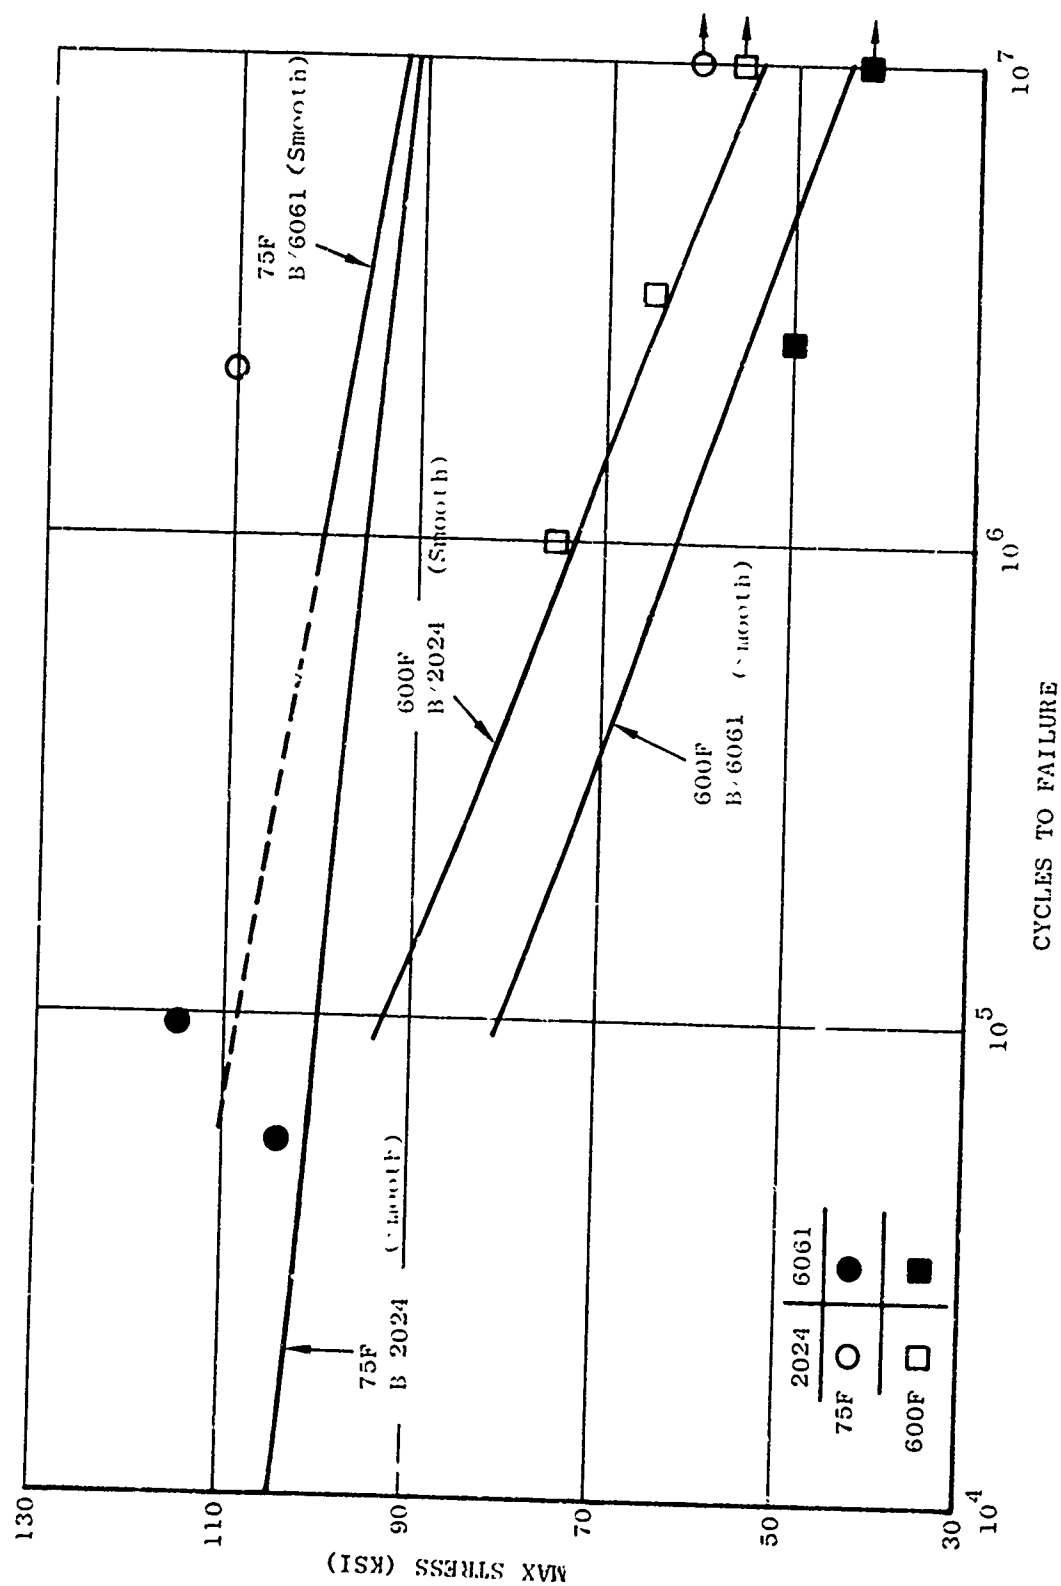 130
110
90
70
50
30
MAX STRESS (KSI)
10^4
10^5
10^6
10^7
CYCLES TO FAILURE
75F
B 2024
75F
B/6061 (Smooth)
600F
B/2024 (Smooth)
600F
B/6061
2024 6061
75F
600F